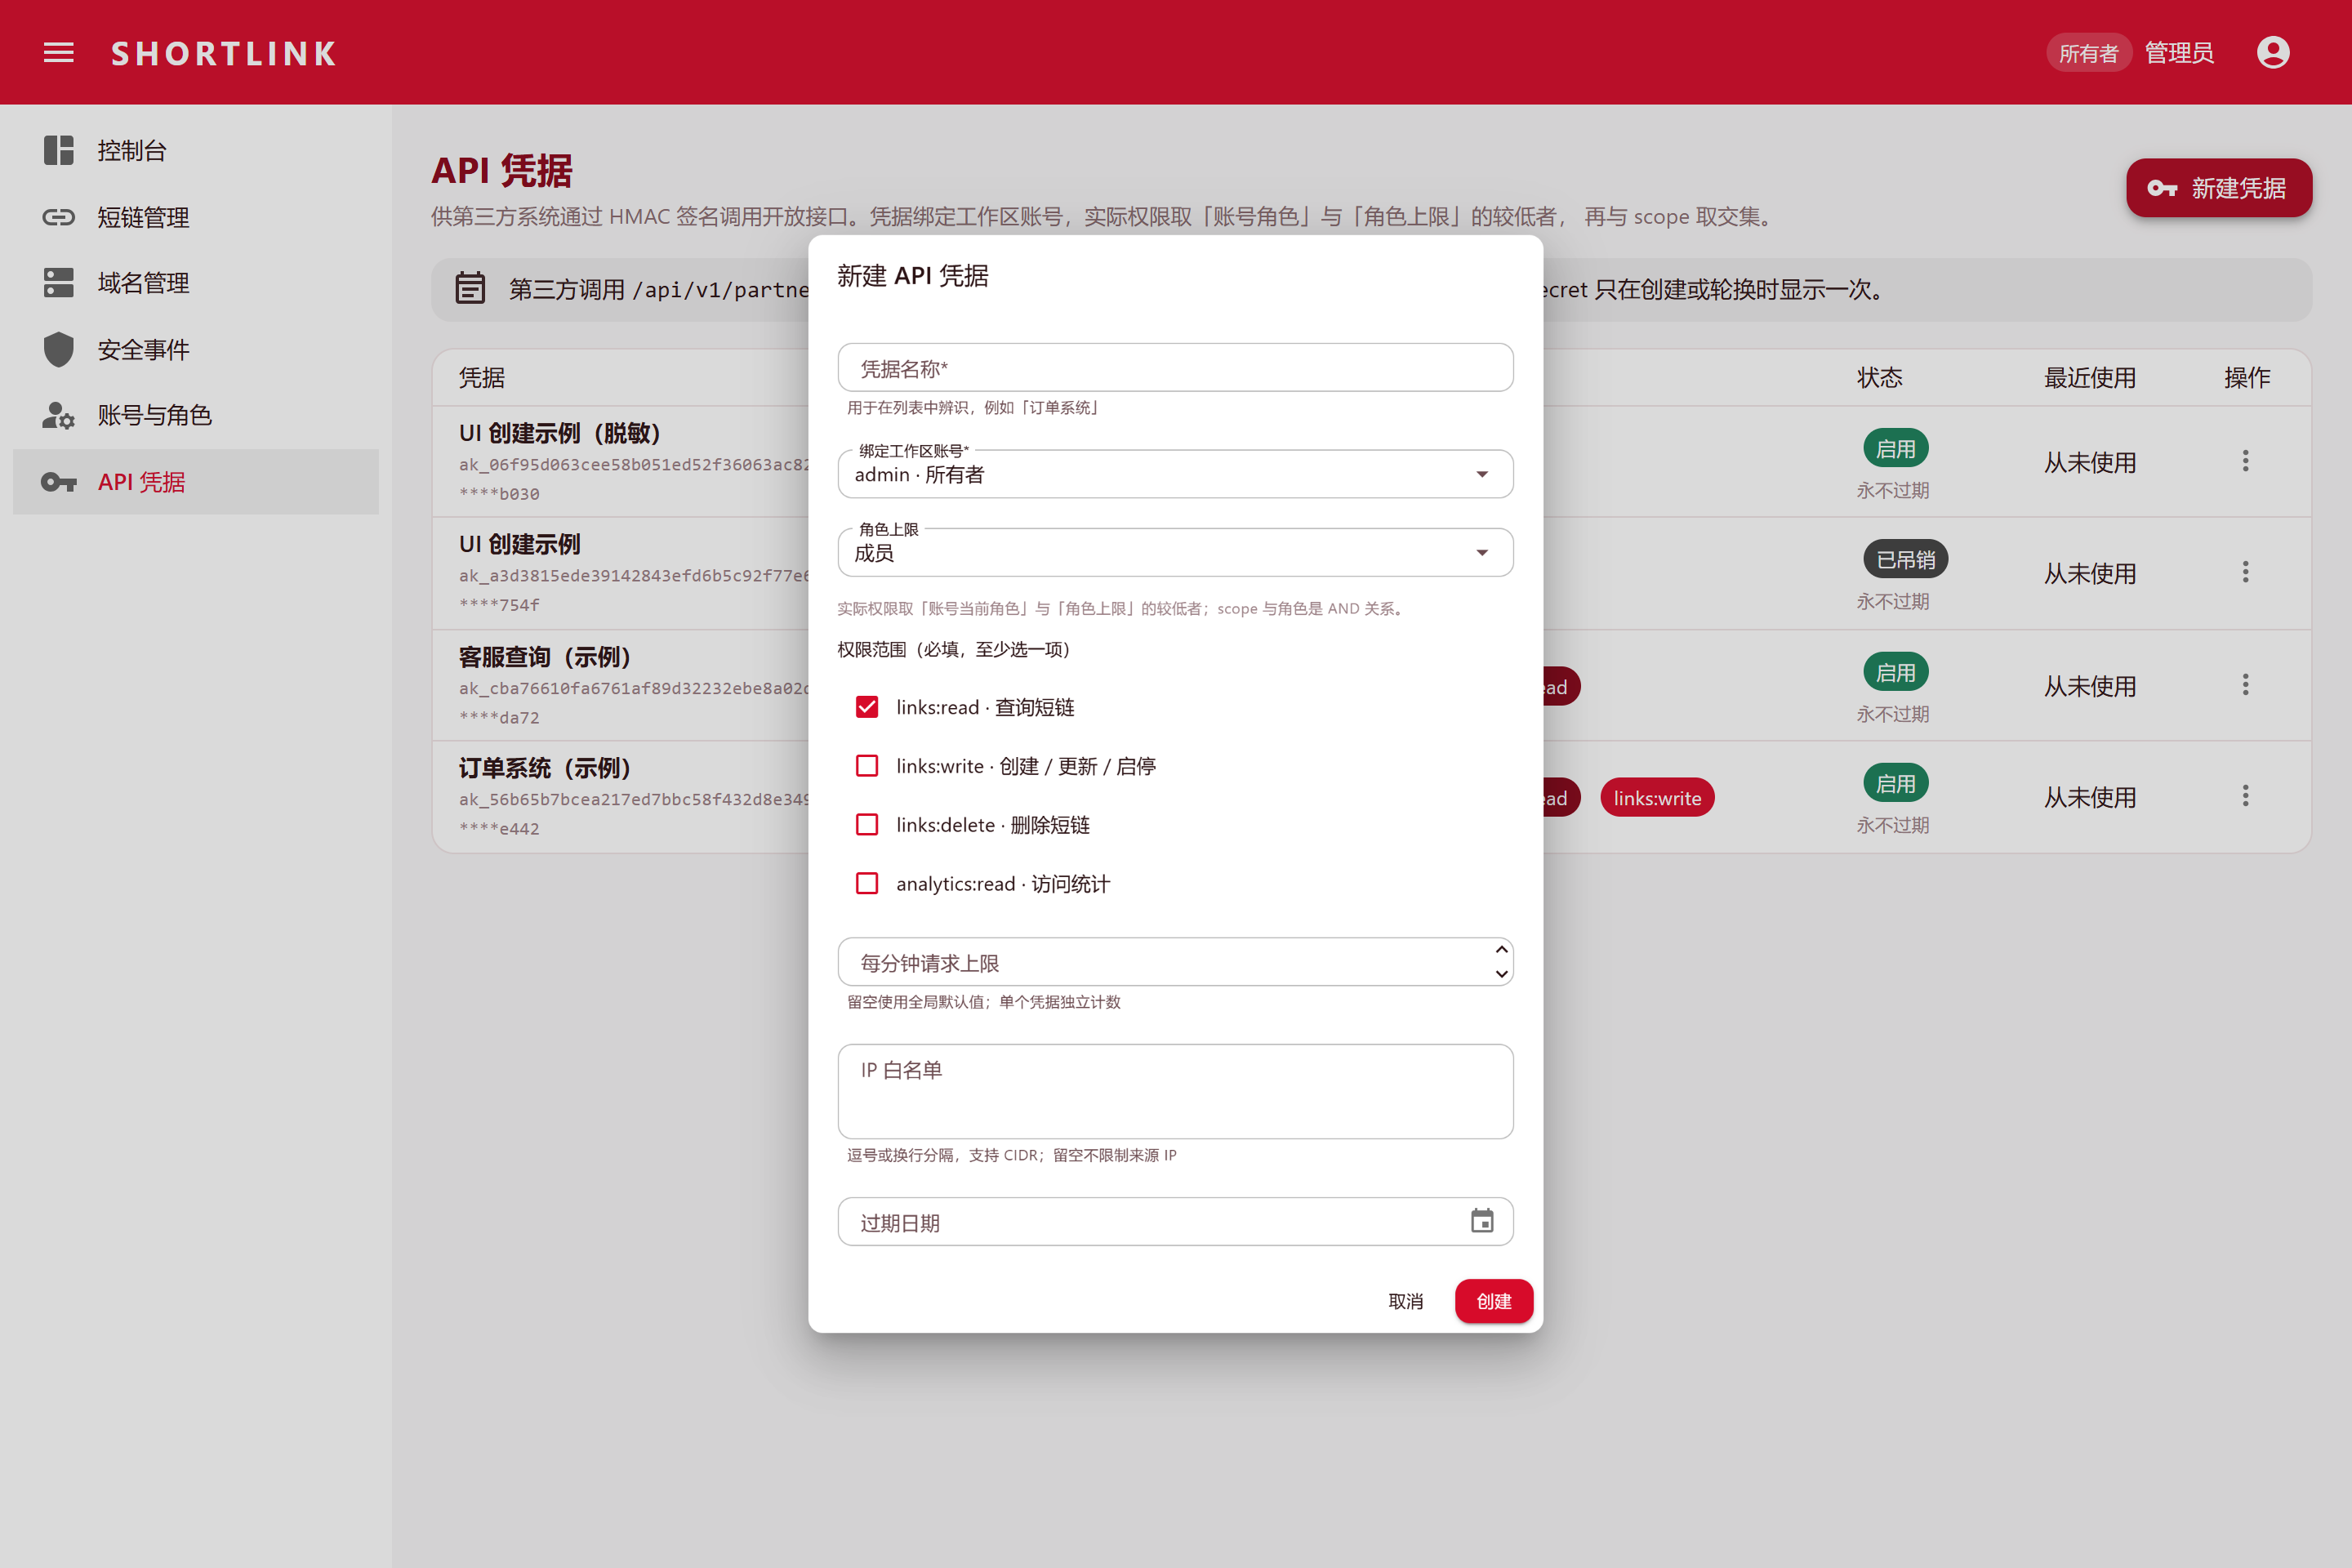 SHORTLINK
所有者 管理员
控制台
短链管理
域名管理
安全事件
账号与角色
API 凭据
API 凭据
供第三方系统通过 HMAC 签名调用开放接口。凭据绑定工作区账号，实际权限取「账号角色」与「角色上限」的较低者， 再与 scope 取交集。
新建凭据
第三方调用 /api/v1/partne
ecret 只在创建或轮换时显示一次。
凭据
状态
最近使用
操作
UI 创建示例（脱敏）
ak_06f95d063cee58b051ed52f36063ac82
****b030
启用
永不过期
从未使用
UI 创建示例
ak_a3d3815ede39142843efd6b5c92f77e6
****754f
已吊销
永不过期
从未使用
客服查询（示例）
ak_cba76610fa6761af89d32232ebe8a02c
****da72
ead
启用
永不过期
从未使用
订单系统（示例）
ak_56b65b7bcea217ed7bbc58f432d8e349
****e442
ead
links:write
启用
永不过期
从未使用
新建 API 凭据
凭据名称*
用于在列表中辨识，例如「订单系统」
绑定工作区账号*
admin · 所有者
角色上限
成员
实际权限取「账号当前角色」与「角色上限」的较低者；scope 与角色是 AND 关系。
权限范围（必填，至少选一项）
links:read · 查询短链
links:write · 创建 / 更新 / 启停
links:delete · 删除短链
analytics:read · 访问统计
每分钟请求上限
留空使用全局默认值；单个凭据独立计数
IP 白名单
逗号或换行分隔，支持 CIDR；留空不限制来源 IP
过期日期
取消
创建